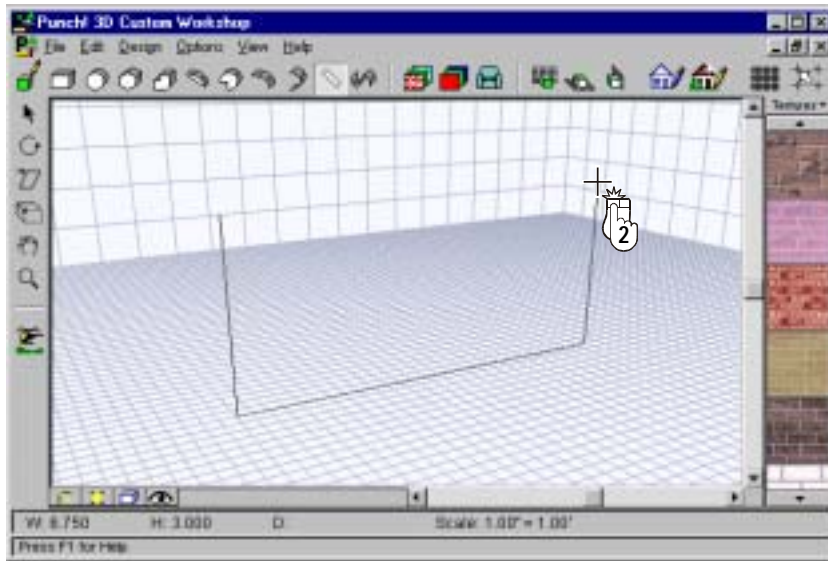 Punch! 3D Custom Workshop
File Edit Design Options View Help
Textures
2
W: 6.750 H: 3.000 D: Scale: 1.00" = 1.00'
Press F1 for Help